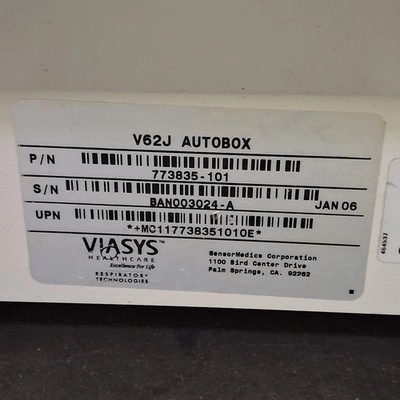 V62J AUTOBOX
P/N
773835-101
S/N
BAN003024-A
JAN 06
UPN
*+MC117738351010E*
VIASYS
HEALTHCARE
Excellence For Life
RESPIRATORY
TECHNOLOGIES
SensorMedics Corporation
1100 Bird Center Drive
Palm Springs, CA. 92262
464537